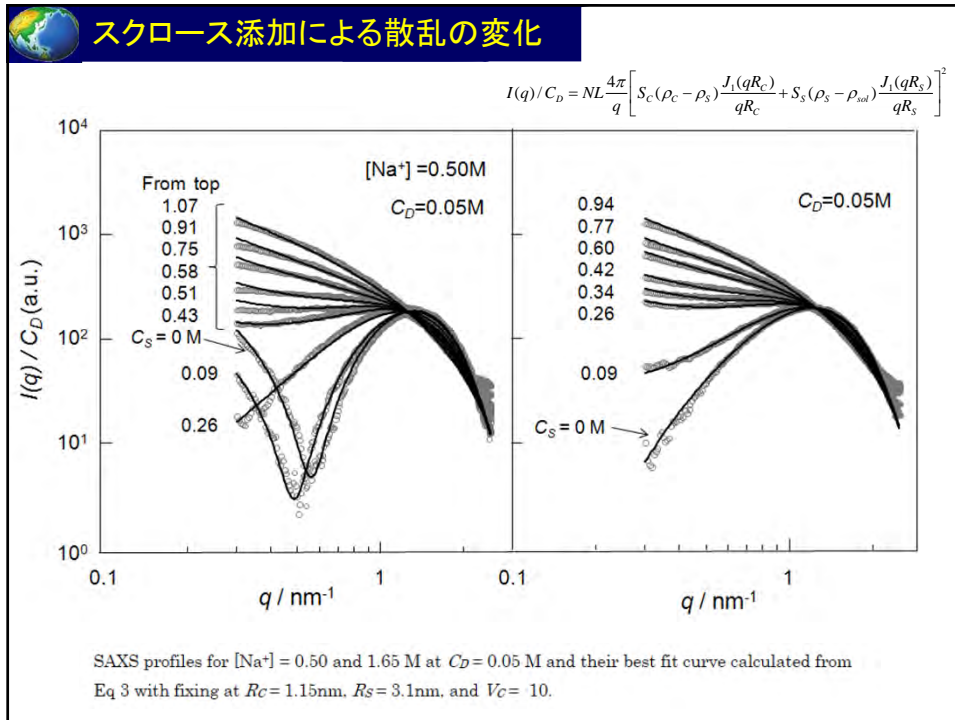 スクロース添加による散乱の変化
I(q)/C_D = NL 4π/q [S_C(ρ_C − ρ_S) J_1(qR_C)/qR_C + S_S(ρ_S − ρ_sol) J_1(qR_S)/qR_S]^2
I(q) / C_D (a.u.)
10^4
10^3
10^2
10^1
10^0
From top
1.07
0.91
0.75
0.58
0.51
0.43
C_S = 0 M
0.09
0.26
[Na+] =0.50M
C_D=0.05M
0.1
1
q / nm-1
0.94
0.77
0.60
0.42
0.34
0.26
0.09
C_S = 0 M
C_D=0.05M
0.1
1
q / nm-1
SAXS profiles for [Na+] = 0.50 and 1.65 M at C_D = 0.05 M and their best fit curve calculated from
Eq 3 with fixing at R_C = 1.15nm, R_S = 3.1nm, and V_C = 10.